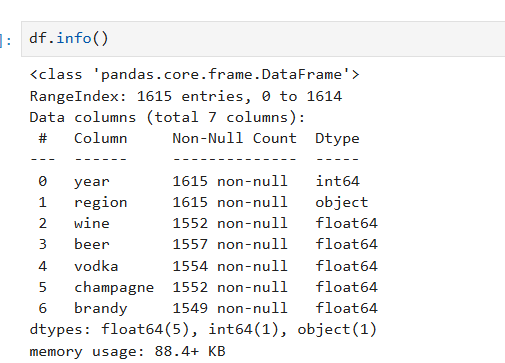 ]: df.info()
<class 'pandas.core.frame.DataFrame'>
RangeIndex: 1615 entries, 0 to 1614
Data columns (total 7 columns):
 #   Column     Non-Null Count  Dtype
---  ------     --------------  -----
 0   year       1615 non-null   int64
 1   region     1615 non-null   object
 2   wine       1552 non-null   float64
 3   beer       1557 non-null   float64
 4   vodka      1554 non-null   float64
 5   champagne  1552 non-null   float64
 6   brandy     1549 non-null   float64
dtypes: float64(5), int64(1), object(1)
memory usage: 88.4+ KB